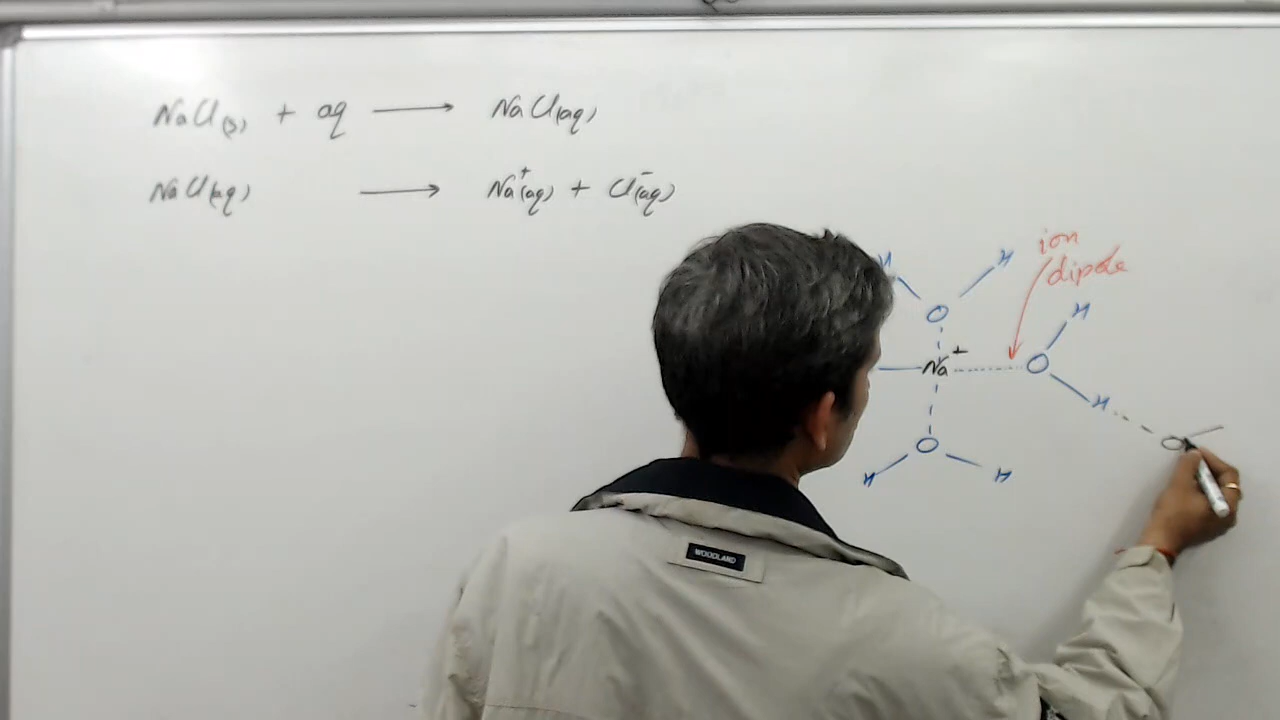 NaCl(s) + aq ⟶ NaCl(aq)
NaCl(aq) ⟶ Na⁺(aq) + Cl⁻(aq)
ion
dipole
H H
O
H
Na⁺ O
H
O
O
H H
WOODLAND